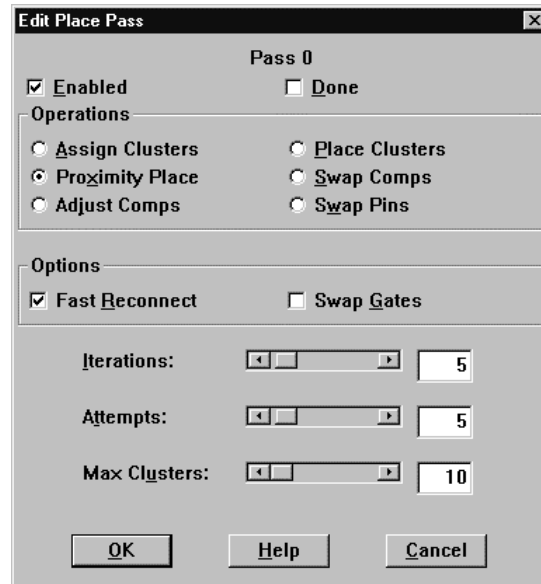 Edit Place Pass
Pass 0
Enabled Done
Operations
Assign Clusters Place Clusters
Proximity Place Swap Comps
Adjust Comps Swap Pins
Options
Fast Reconnect Swap Gates
Iterations: 5
Attempts: 5
Max Clusters: 10
OK Help Cancel